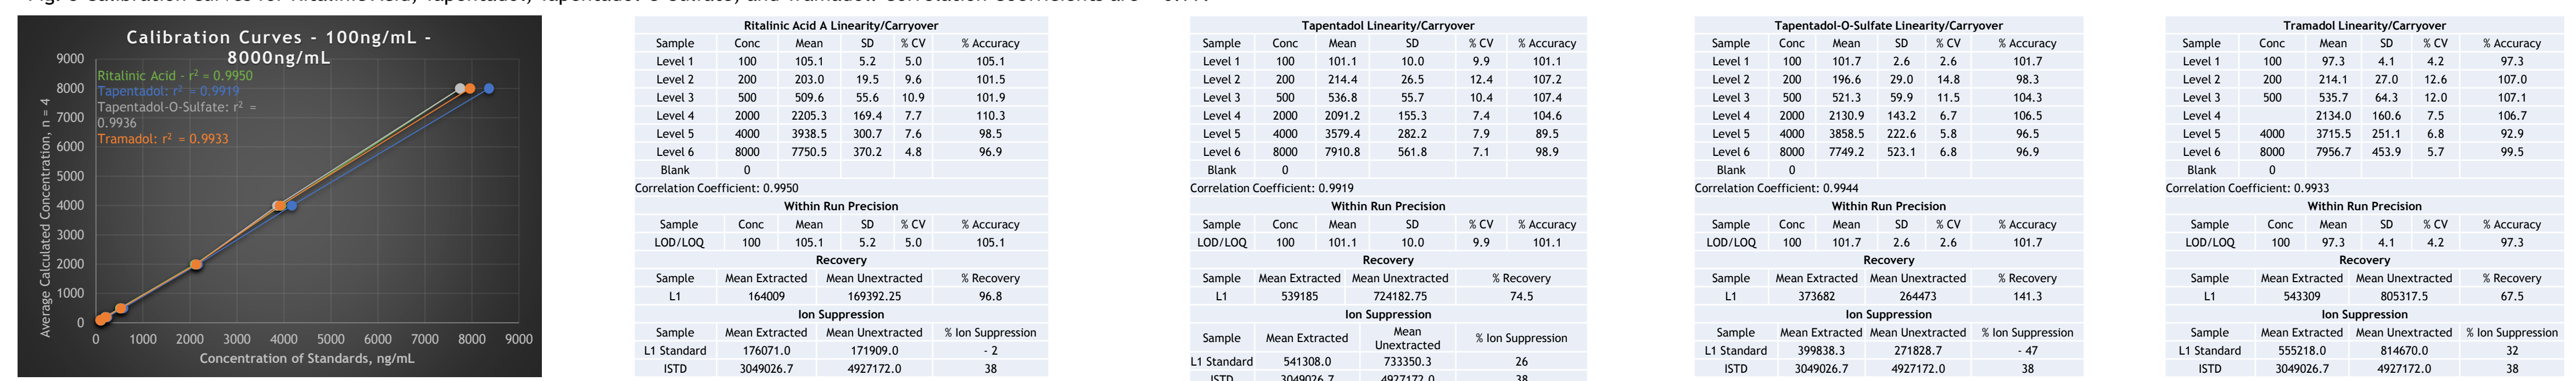 Calibration Curves - 100ng/mL -
8000ng/mL
Ritalinic Acid - r² = 0.9950
Tapentadol: r² = 0.9919
Tapentadol-O-Sulfate: r² =
0.9936
Tramadol: r² = 0.9933
Average Calculated Concentration, n = 4
9000
8000
7000
6000
5000
4000
3000
2000
1000
0
0 1000 2000 3000 4000 5000 6000 7000 8000 9000
Concentration of Standards, ng/mL
Ritalinic Acid A Linearity/Carryover
Sample Conc Mean SD % CV % Accuracy
Level 1 100 105.1 5.2 5.0 105.1
Level 2 200 203.0 19.5 9.6 101.5
Level 3 500 509.6 55.6 10.9 101.9
Level 4 2000 2205.3 169.4 7.7 110.3
Level 5 4000 3938.5 300.7 7.6 98.5
Level 6 8000 7750.5 370.2 4.8 96.9
Blank 0
Correlation Coefficient: 0.9950
Within Run Precision
Sample Conc Mean SD % CV % Accuracy
LOD/LOQ 100 105.1 5.2 5.0 105.1
Recovery
Sample Mean Extracted Mean Unextracted % Recovery
L1 164009 169392.25 96.8
Ion Suppression
Sample Mean Extracted Mean Unextracted % Ion Suppression
L1 Standard 176071.0 171909.0 - 2
ISTD 3049026.7 4927172.0 38
Tapentadol Linearity/Carryover
Sample Conc Mean SD % CV % Accuracy
Level 1 100 101.1 10.0 9.9 101.1
Level 2 200 214.4 26.5 12.4 107.2
Level 3 500 536.8 55.7 10.4 107.4
Level 4 2000 2091.2 155.3 7.4 104.6
Level 5 4000 3579.4 282.2 7.9 89.5
Level 6 8000 7910.8 561.8 7.1 98.9
Blank 0
Correlation Coefficient: 0.9919
Within Run Precision
Sample Conc Mean SD % CV % Accuracy
LOD/LOQ 100 101.1 10.0 9.9 101.1
Recovery
Sample Mean Extracted Mean Unextracted % Recovery
L1 539185 724182.75 74.5
Ion Suppression
Sample Mean Extracted Mean Unextracted % Ion Suppression
L1 Standard 541308.0 733350.3 26
ISTD 3049026.7 4927172.0 38
Tapentadol-O-Sulfate Linearity/Carryover
Sample Conc Mean SD % CV % Accuracy
Level 1 100 101.7 2.6 2.6 101.7
Level 2 200 196.6 29.0 14.8 98.3
Level 3 500 521.3 59.9 11.5 104.3
Level 4 2000 2130.9 143.2 6.7 106.5
Level 5 4000 3858.5 222.6 5.8 96.5
Level 6 8000 7749.2 523.1 6.8 96.9
Blank 0
Correlation Coefficient: 0.9944
Within Run Precision
Sample Conc Mean SD % CV % Accuracy
LOD/LOQ 100 101.7 2.6 2.6 101.7
Recovery
Sample Mean Extracted Mean Unextracted % Recovery
L1 373682 264473 141.3
Ion Suppression
Sample Mean Extracted Mean Unextracted % Ion Suppression
L1 Standard 399838.3 271828.7 - 47
ISTD 3049026.7 4927172.0 38
Tramadol Linearity/Carryover
Sample Conc Mean SD % CV % Accuracy
Level 1 100 97.3 4.1 4.2 97.3
Level 2 200 214.1 27.0 12.6 107.0
Level 3 500 535.7 64.3 12.0 107.1
Level 4 2134.0 160.6 7.5 106.7
Level 5 4000 3715.5 251.1 6.8 92.9
Level 6 8000 7956.7 453.9 5.7 99.5
Blank 0
Correlation Coefficient: 0.9933
Within Run Precision
Sample Conc Mean SD % CV % Accuracy
LOD/LOQ 100 97.3 4.1 4.2 97.3
Recovery
Sample Mean Extracted Mean Unextracted % Recovery
L1 543309 805317.5 67.5
Ion Suppression
Sample Mean Extracted Mean Unextracted % Ion Suppression
L1 Standard 555218.0 814670.0 32
ISTD 3049026.7 4927172.0 38